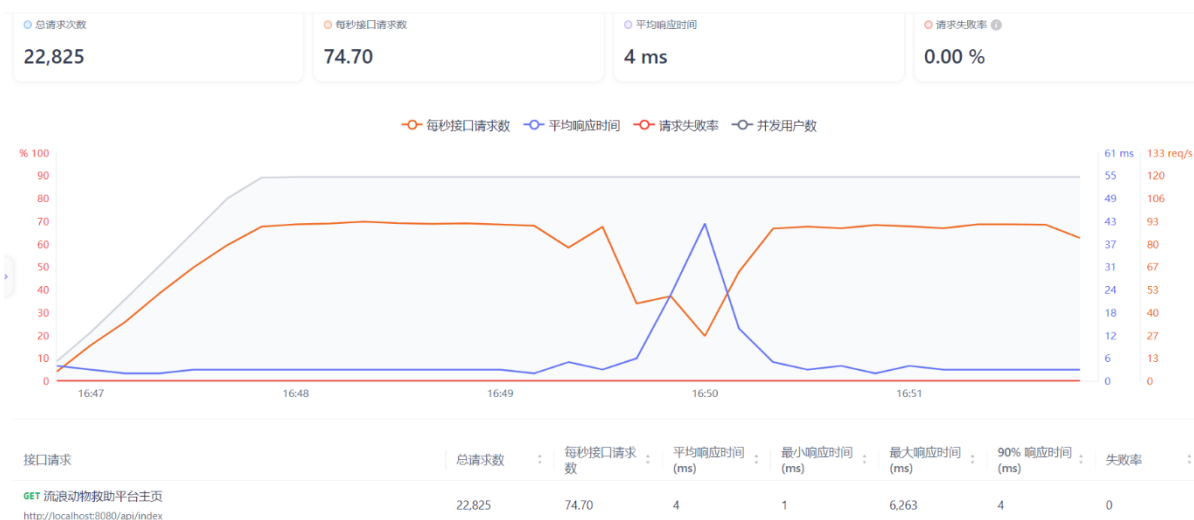 总请求次数 每秒接口请求数 平均响应时间 请求失败率
22,825 74.70 4 ms 0.00 %
每秒接口请求数 平均响应时间 请求失败率 并发用户数
% 100 61 ms 133 req/s
90 55 120
80 49 106
70 43 93
60 37 80
50 31 67
40 24 53
30 18 40
20 12 27
10 6 13
0 0 0
16:47 16:48 16:49 16:50 16:51
接口请求 总请求数 每秒接口请求数 平均响应时间 (ms) 最小响应时间 (ms) 最大响应时间 (ms) 90% 响应时间 (ms) 失败率
GET 流浪动物救助平台主页
http://localhost:8080/api/index
22,825 74.70 4 1 6,263 4 0